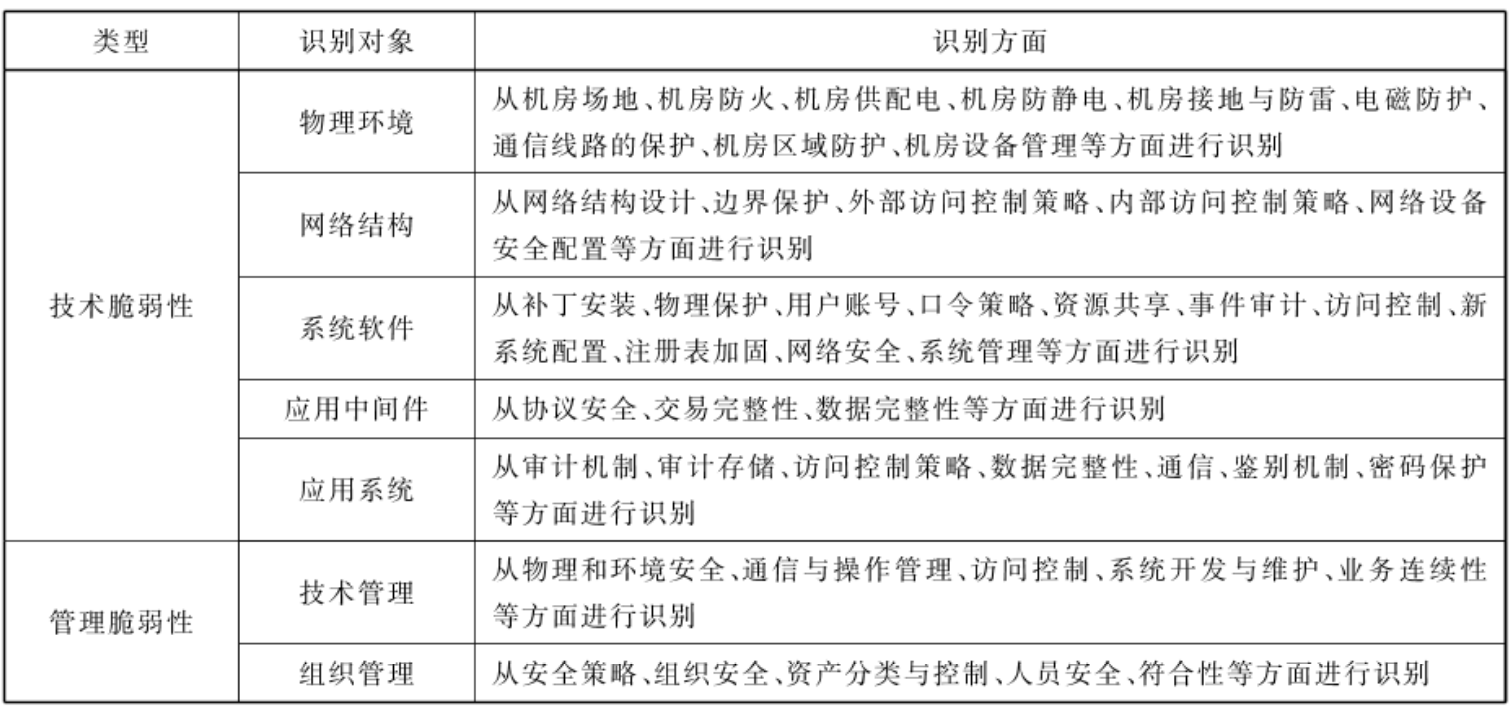 类型 识别对象 识别方面
技术脆弱性
物理环境
从机房场地、机房防火、机房供配电、机房防静电、机房接地与防雷、电磁防护、
通信线路的保护、机房区域防护、机房设备管理等方面进行识别
网络结构
从网络结构设计、边界保护、外部访问控制策略、内部访问控制策略、网络设备
安全配置等方面进行识别
系统软件
从补丁安装、物理保护、用户账号、口令策略、资源共享、事件审计、访问控制、新
系统配置、注册表加固、网络安全、系统管理等方面进行识别
应用中间件
从协议安全、交易完整性、数据完整性等方面进行识别
应用系统
从审计机制、审计存储、访问控制策略、数据完整性、通信、鉴别机制、密码保护
等方面进行识别
管理脆弱性
技术管理
从物理和环境安全、通信与操作管理、访问控制、系统开发与维护、业务连续性
等方面进行识别
组织管理
从安全策略、组织安全、资产分类与控制、人员安全、符合性等方面进行识别